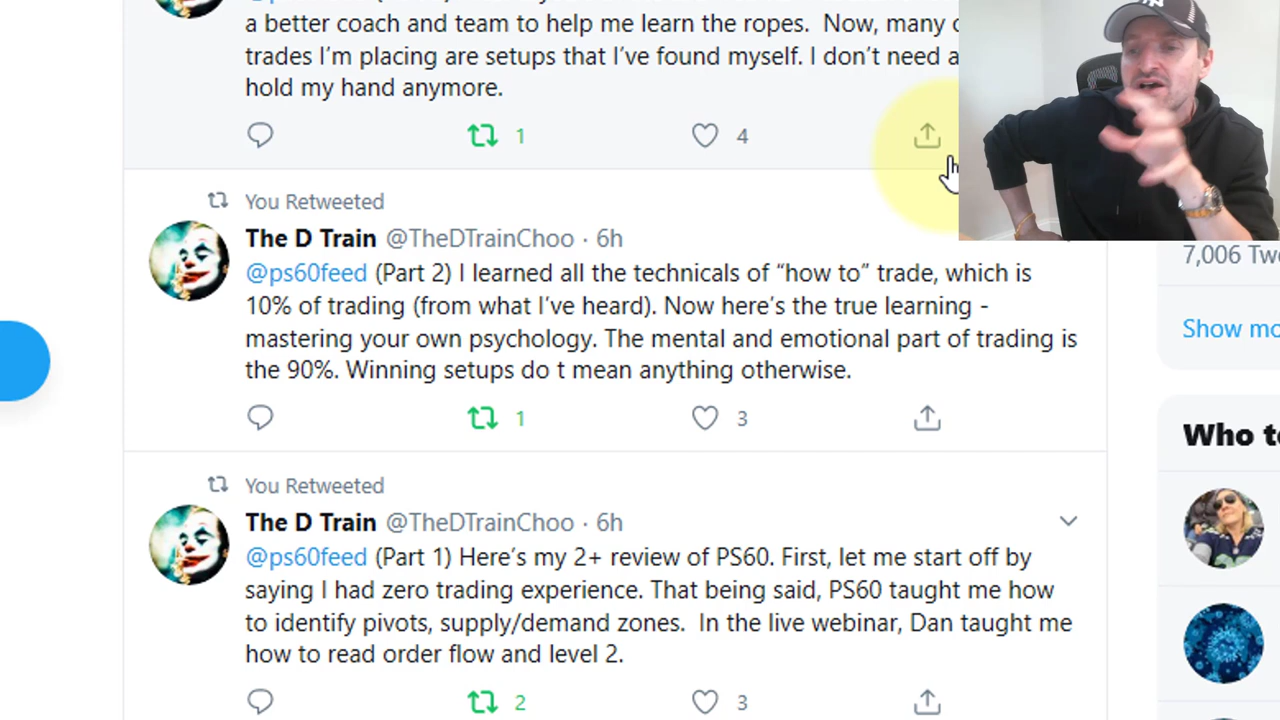 a better coach and team to help me learn the ropes.  Now, many
trades I'm placing are setups that I've found myself. I don't need a
hold my hand anymore.
1
4
You Retweeted
The D Train @TheDTrainChoo · 6h
@ps60feed (Part 2) I learned all the technicals of “how to” trade, which is
10% of trading (from what I've heard). Now here's the true learning -
mastering your own psychology. The mental and emotional part of trading is
the 90%. Winning setups do t mean anything otherwise.
1
3
You Retweeted
The D Train @TheDTrainChoo · 6h
@ps60feed (Part 1) Here's my 2+ review of PS60. First, let me start off by
saying I had zero trading experience. That being said, PS60 taught me how
to identify pivots, supply/demand zones.  In the live webinar, Dan taught me
how to read order flow and level 2.
2
3
7,006 Twe
Show mo
Who to